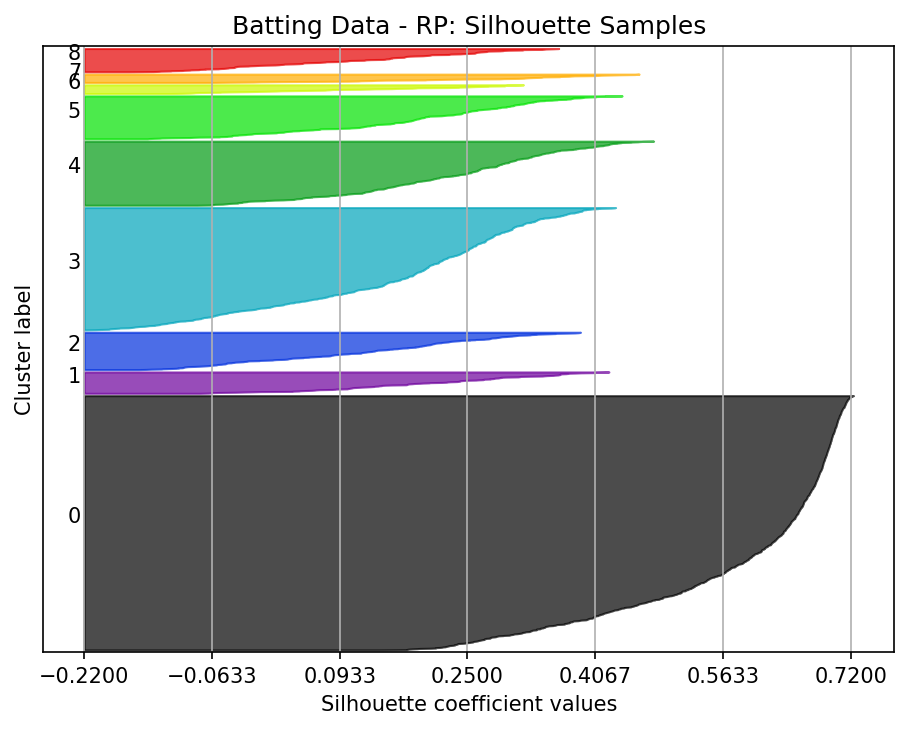 Batting Data - RP: Silhouette Samples
8
7
6
5
4
3
2
1
0
Cluster label
−0.2200 −0.0633 0.0933 0.2500 0.4067 0.5633 0.7200
Silhouette coefficient values